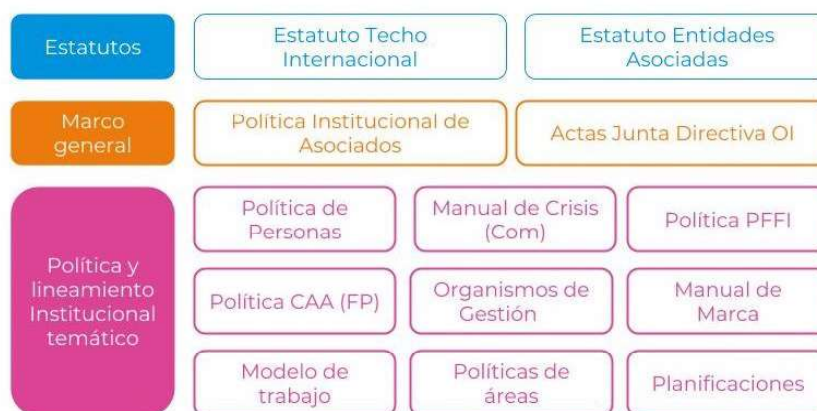 Estatutos
Estatuto Techo
Internacional
Estatuto Entidades
Asociadas
Marco
general
Política Institucional de
Asociados
Actas Junta Directiva OI
Política y
lineamiento
Institucional
temático
Política de
Personas
Manual de Crisis
(Com)
Política PFFI
Política CAA (FP)
Organismos de
Gestión
Manual de
Marca
Modelo de
trabajo
Políticas de
áreas
Planificaciones